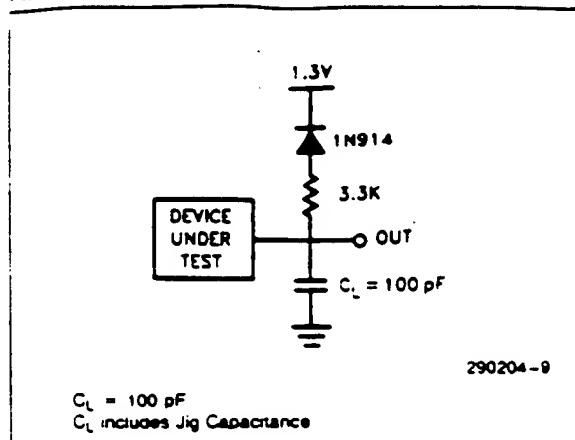 1.3V
1N914
3.3K
DEVICE
UNDER
TEST
OUT
C_L = 100 pF
290204-9
C_L = 100 pF
C_L includes Jig Capacitance